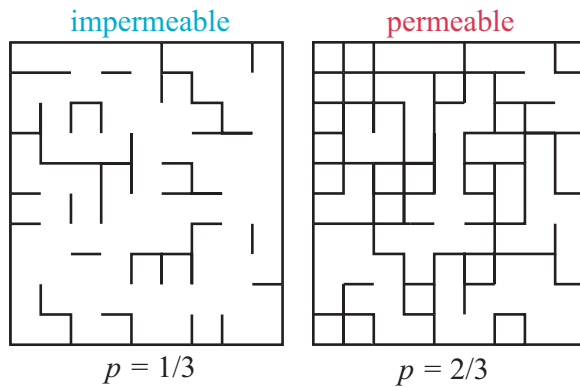 impermeable
permeable
p = 1/3
p = 2/3